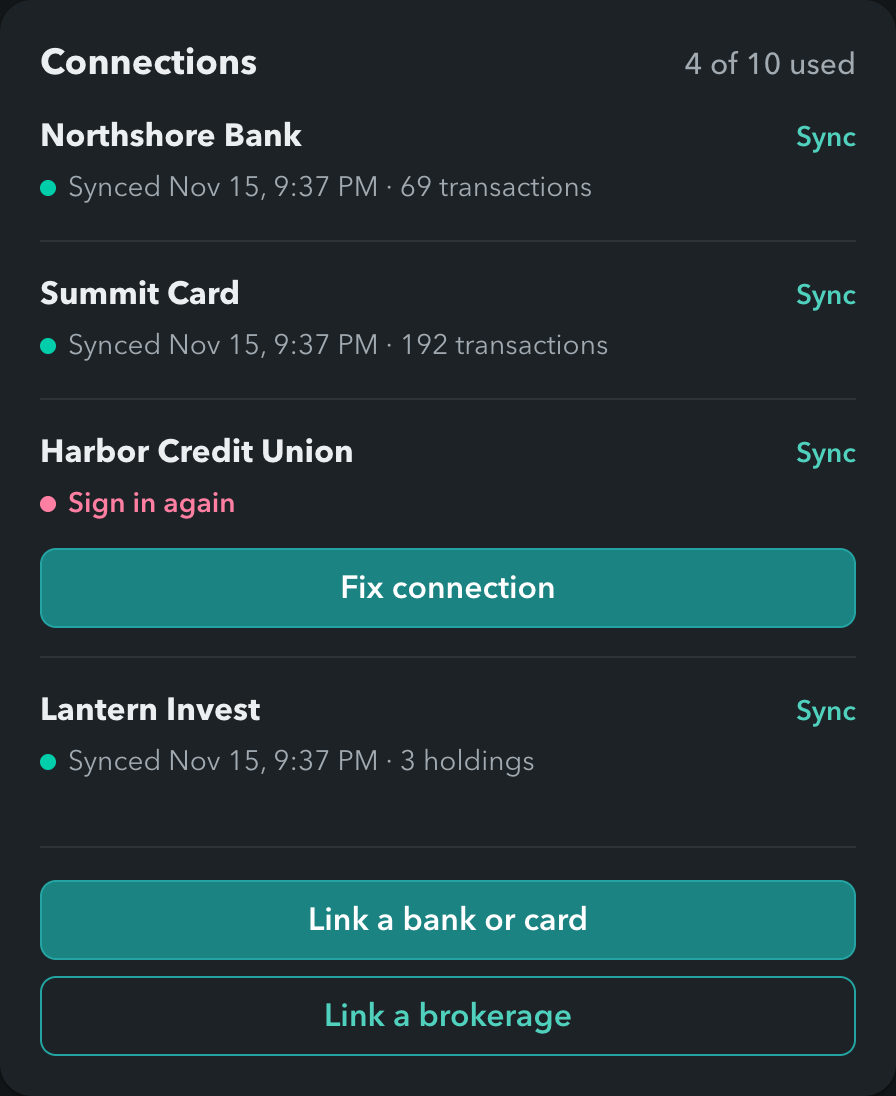 Connections 4 of 10 used
Northshore Bank Sync
Synced Nov 15, 9:37 PM · 69 transactions
Summit Card Sync
Synced Nov 15, 9:37 PM · 192 transactions
Harbor Credit Union Sync
Sign in again
Fix connection
Lantern Invest Sync
Synced Nov 15, 9:37 PM · 3 holdings
Link a bank or card
Link a brokerage